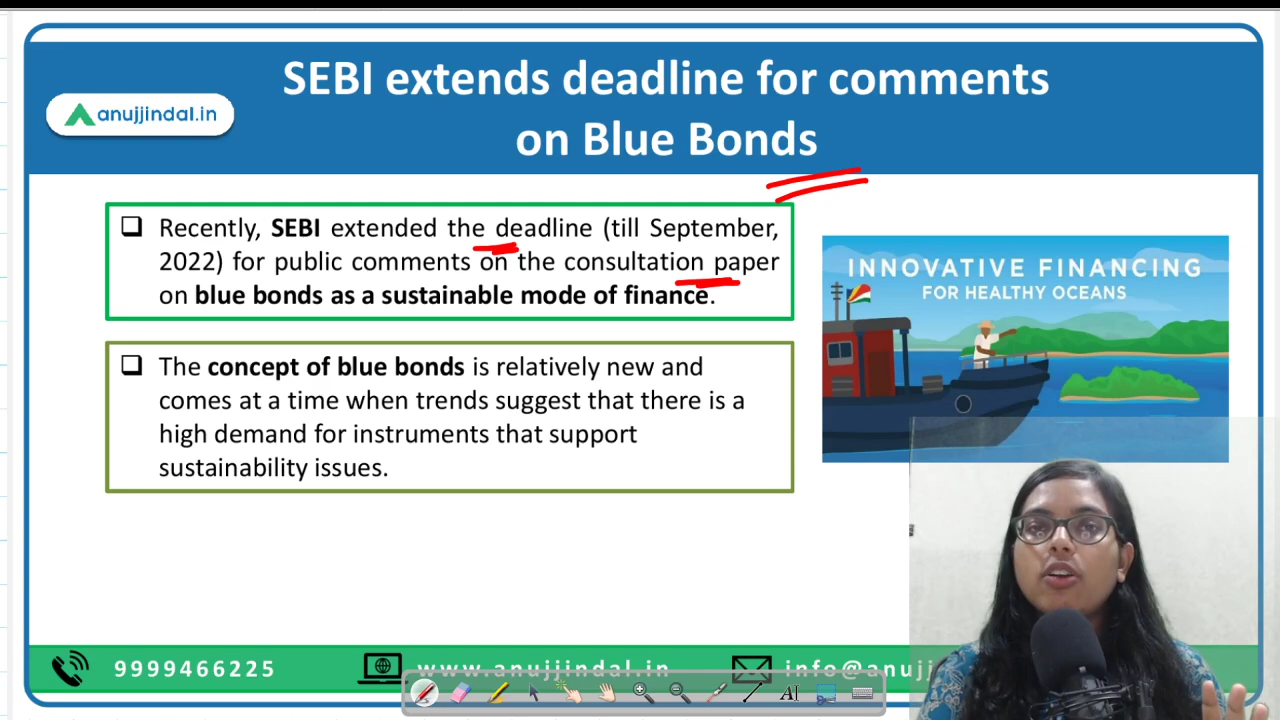 SEBI extends deadline for comments
on Blue Bonds
anujjindal.in
❑ Recently, SEBI extended the deadline (till September,
2022) for public comments on the consultation paper
on blue bonds as a sustainable mode of finance.
INNOVATIVE FINANCING
FOR HEALTHY OCEANS
❑ The concept of blue bonds is relatively new and
comes at a time when trends suggest that there is a
high demand for instruments that support
sustainability issues.
9999466225
www.anujjindal.in
info@anujj
AI